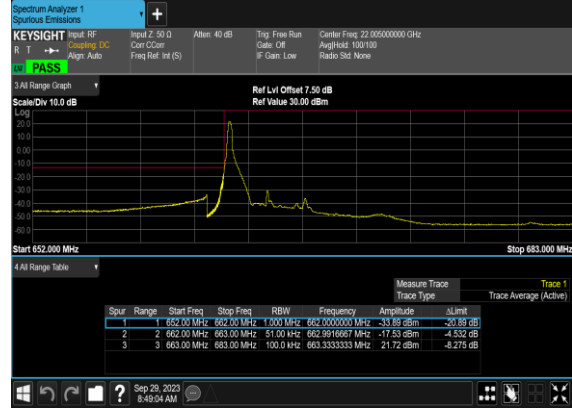 Spectrum Analyzer 1
Spurious Emissions
+
KEYSIGHT Input: RF Input Z: 50 Ω Atten: 40 dB Trig: Free Run Center Freq: 22.005000000 GHz
R T Coupling: DC Corr CCorr Gate: Off Avg|Hold: 100/100
Align: Auto Freq Ref: Int (S) IF Gain: Low Radio Std: None
PASS
3 All Range Graph
Ref Lvl Offset 7.50 dB
Scale/Div 10.0 dB Ref Value 30.00 dBm
Log
20.0
10.0
0.00
-10.0
-20.0
-30.0
-40.0
-50.0
-60.0
Start 652.000 MHz Stop 683.000 MHz
4 All Range Table
Measure Trace Trace 1
Trace Type Trace Average (Active)
Spur Range Start Freq Stop Freq RBW Frequency Amplitude ΔLimit
1 1 652.00 MHz 662.00 MHz 1.000 MHz 662.0000000 MHz -33.89 dBm -20.89 dB
2 2 662.00 MHz 663.00 MHz 51.00 kHz 662.9916667 MHz -17.53 dBm -4.532 dB
3 3 663.00 MHz 683.00 MHz 100.0 kHz 663.3333333 MHz 21.72 dBm -8.275 dB
? Sep 29, 2023
8:49:04 AM